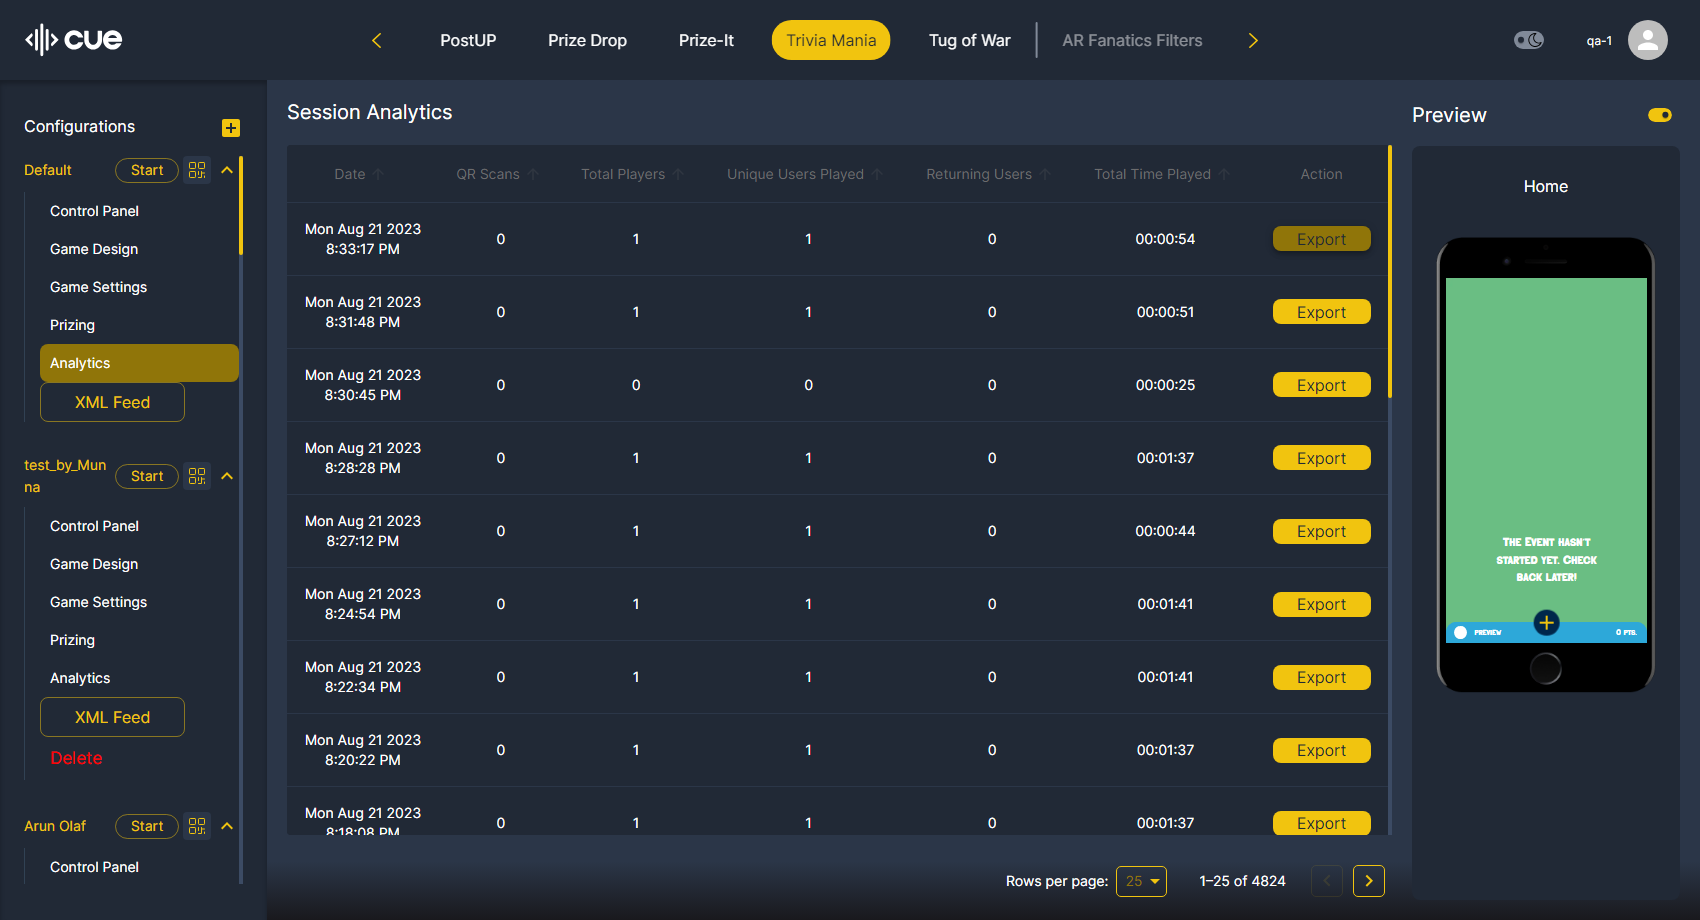 cue
PostUP
Prize Drop
Prize-It
Trivia Mania
Tug of War
AR Fanatics Filters
qa-1
Configurations
Default
Start
Control Panel
Game Design
Game Settings
Prizing
Analytics
XML Feed
test_by_Mun
na
Start
Control Panel
Game Design
Game Settings
Prizing
Analytics
XML Feed
Delete
Arun Olaf
Start
Control Panel
Session Analytics
Date QR Scans Total Players Unique Users Played Returning Users Total Time Played Action
Mon Aug 21 2023
8:33:17 PM
0 1 1 0 00:00:54 Export
Mon Aug 21 2023
8:31:48 PM
0 1 1 0 00:00:51 Export
Mon Aug 21 2023
8:30:45 PM
0 0 0 0 00:00:25 Export
Mon Aug 21 2023
8:28:28 PM
0 1 1 0 00:01:37 Export
Mon Aug 21 2023
8:27:12 PM
0 1 1 0 00:00:44 Export
Mon Aug 21 2023
8:24:54 PM
0 1 1 0 00:01:41 Export
Mon Aug 21 2023
8:22:34 PM
0 1 1 0 00:01:41 Export
Mon Aug 21 2023
8:20:22 PM
0 1 1 0 00:01:37 Export
Mon Aug 21 2023
8:18:08 PM
0 1 1 0 00:01:37 Export
Rows per page: 25 1–25 of 4824
Preview
Home
The Event hasn't
started yet. Check
back later!
PREVIEW
0 PTS.